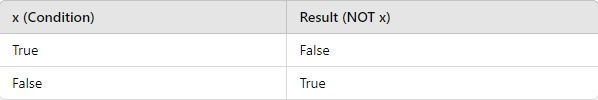 x (Condition) Result (NOT x)
True False
False True